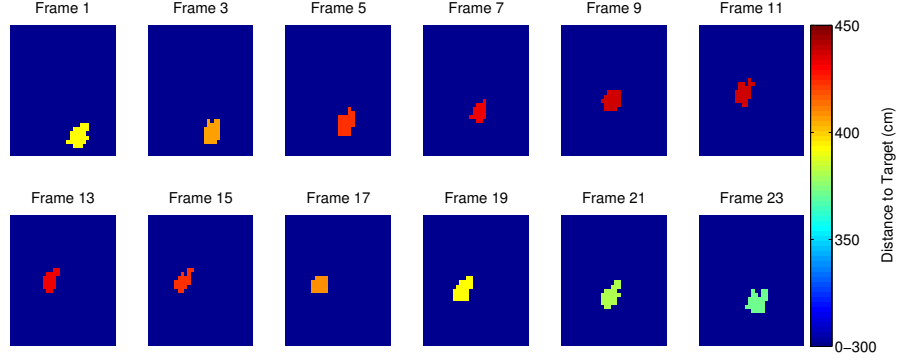 Frame 1
Frame 3
Frame 5
Frame 7
Frame 9
Frame 11
450
400
350
0−300
Distance to Target (cm)
Frame 13
Frame 15
Frame 17
Frame 19
Frame 21
Frame 23